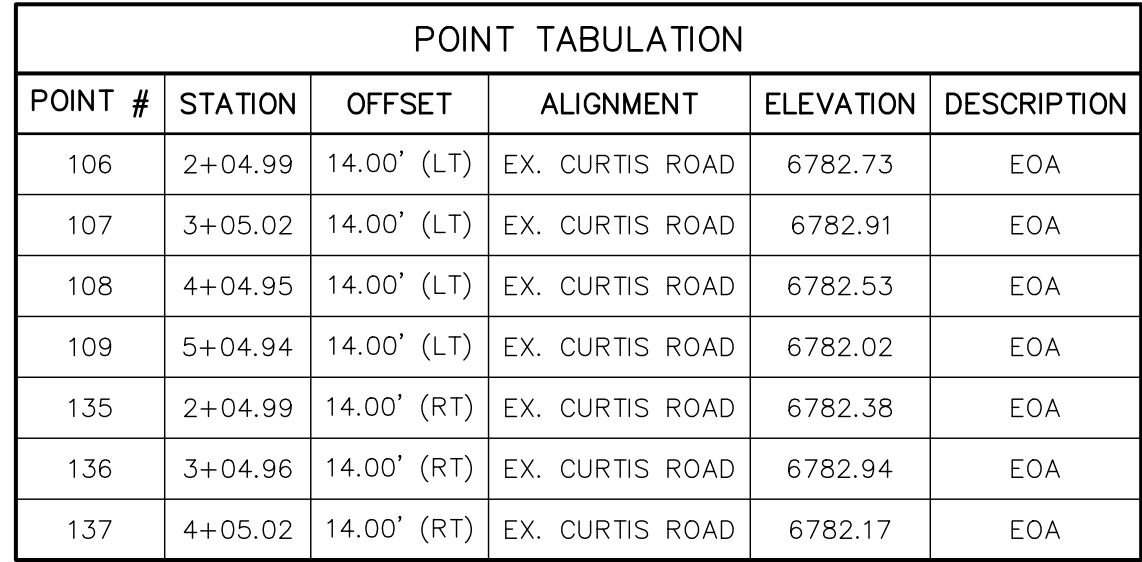 POINT TABULATION
POINT # STATION OFFSET ALIGNMENT ELEVATION DESCRIPTION
106 2+04.99 14.00' (LT) EX. CURTIS ROAD 6782.73 EOA
107 3+05.02 14.00' (LT) EX. CURTIS ROAD 6782.91 EOA
108 4+04.95 14.00' (LT) EX. CURTIS ROAD 6782.53 EOA
109 5+04.94 14.00' (LT) EX. CURTIS ROAD 6782.02 EOA
135 2+04.99 14.00' (RT) EX. CURTIS ROAD 6782.38 EOA
136 3+04.96 14.00' (RT) EX. CURTIS ROAD 6782.94 EOA
137 4+05.02 14.00' (RT) EX. CURTIS ROAD 6782.17 EOA